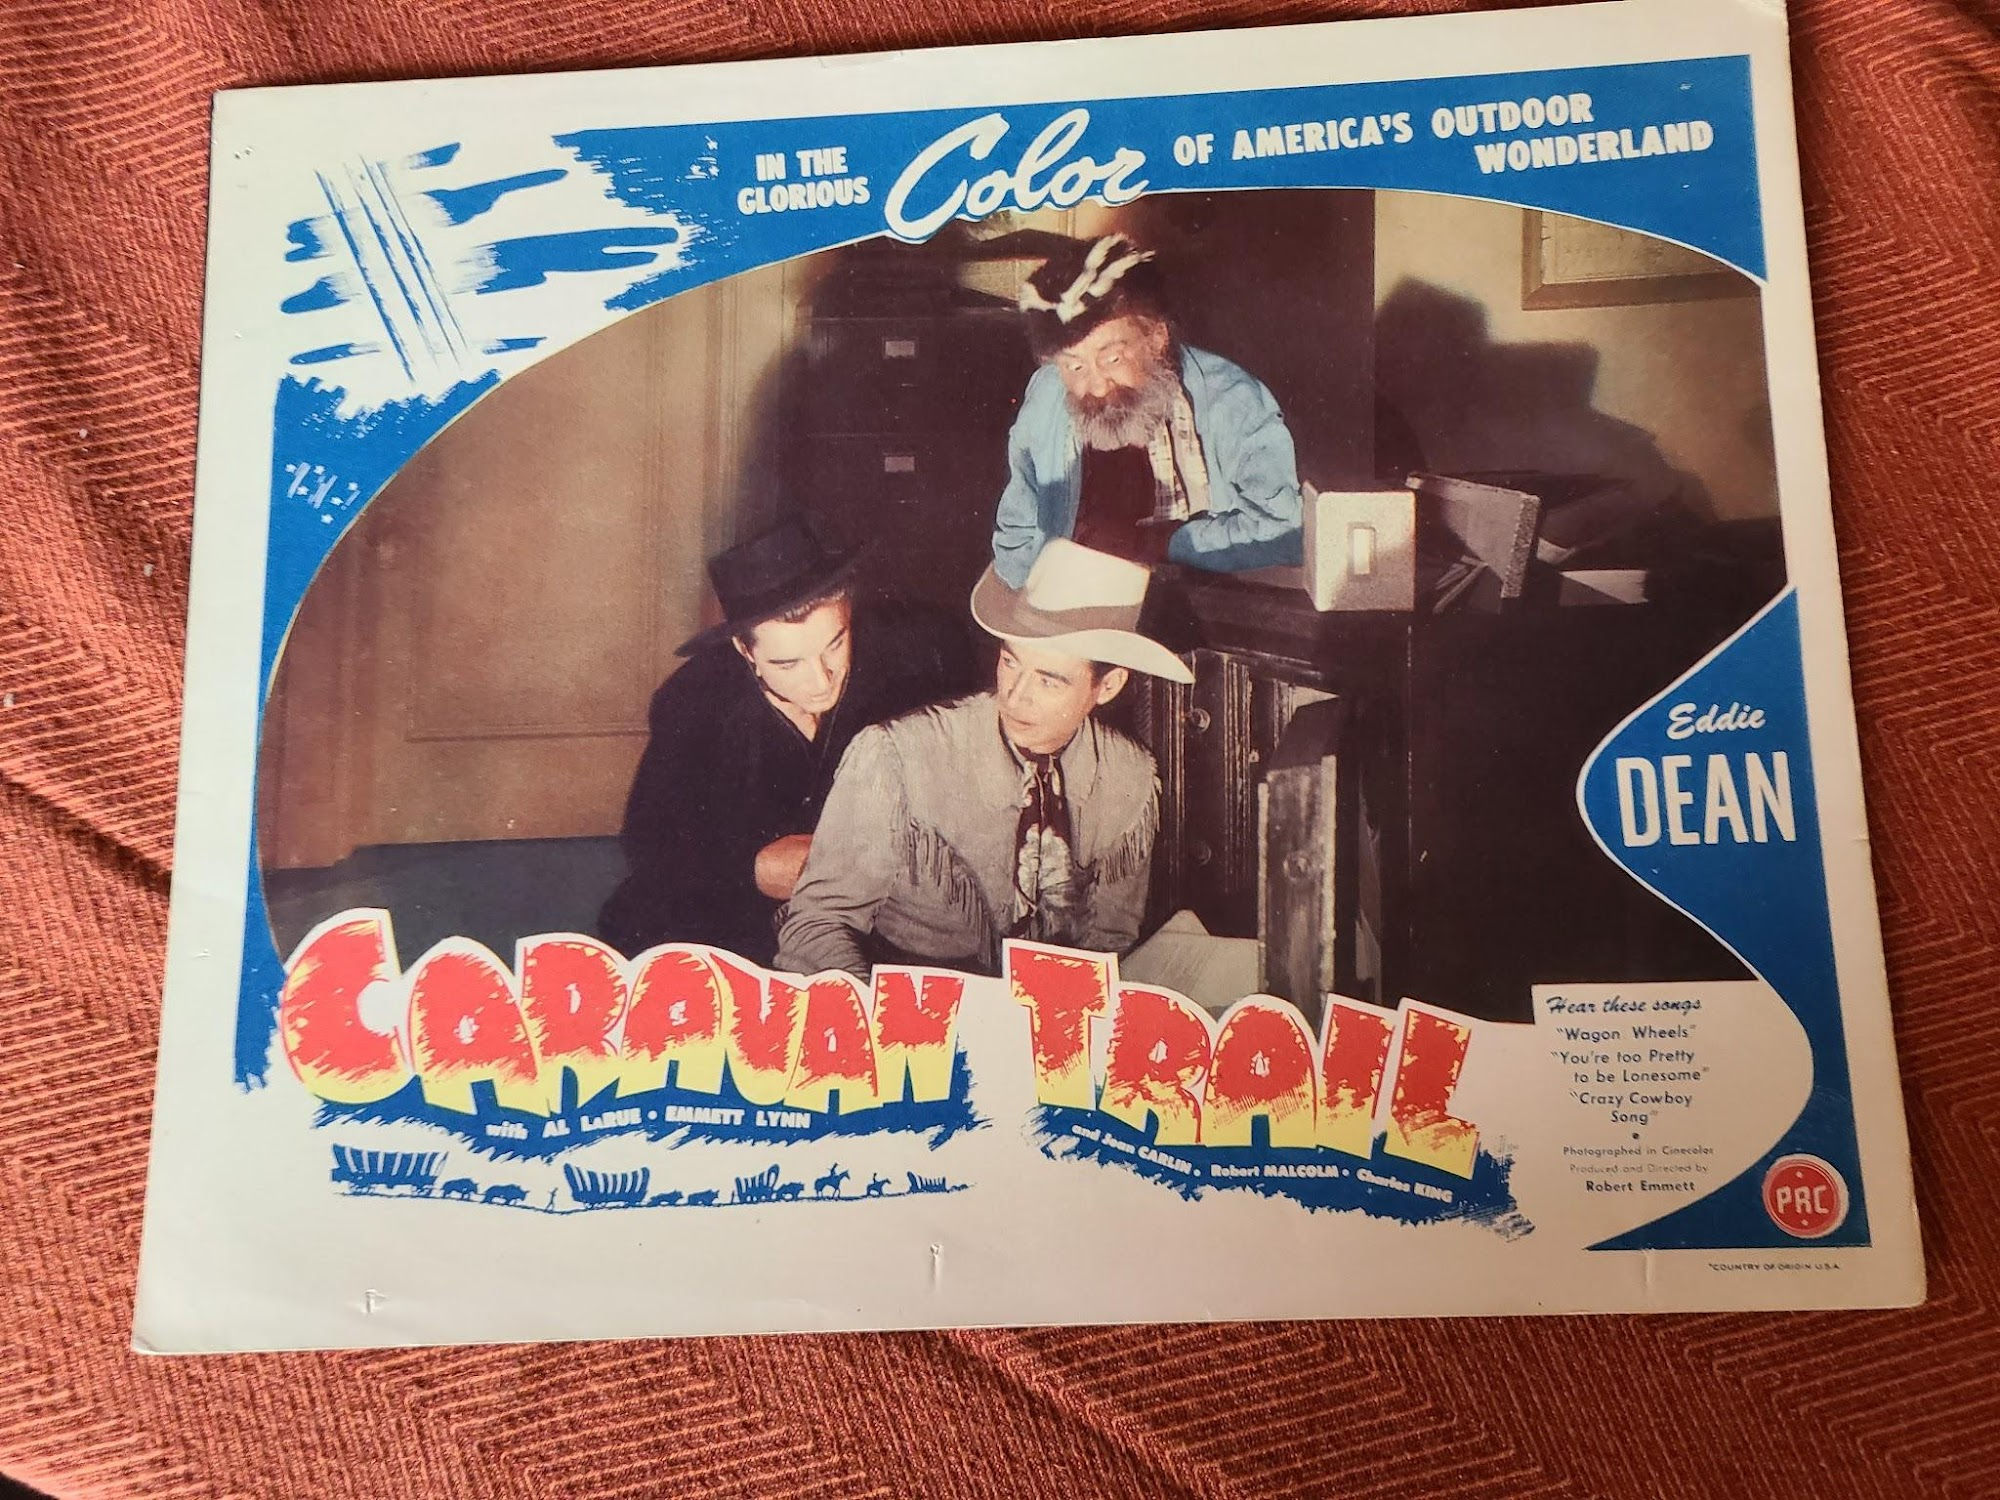 IN THE
GLORIOUS
Color
OF AMERICA'S OUTDOOR
WONDERLAND
Eddie
DEAN
CARAVAN TRAIL
with AL LaRUE • EMMETT LYNN
and Jean CARLIN • Robert MALCOLM • Charles KING
Hear these songs
"Wagon Wheels"
"You're too Pretty
to be Lonesome"
"Crazy Cowboy
Song"
Photographed in Cinecolor
Produced and Directed by
Robert Emmett
PRC
*COUNTRY OF ORIGIN U.S.A.